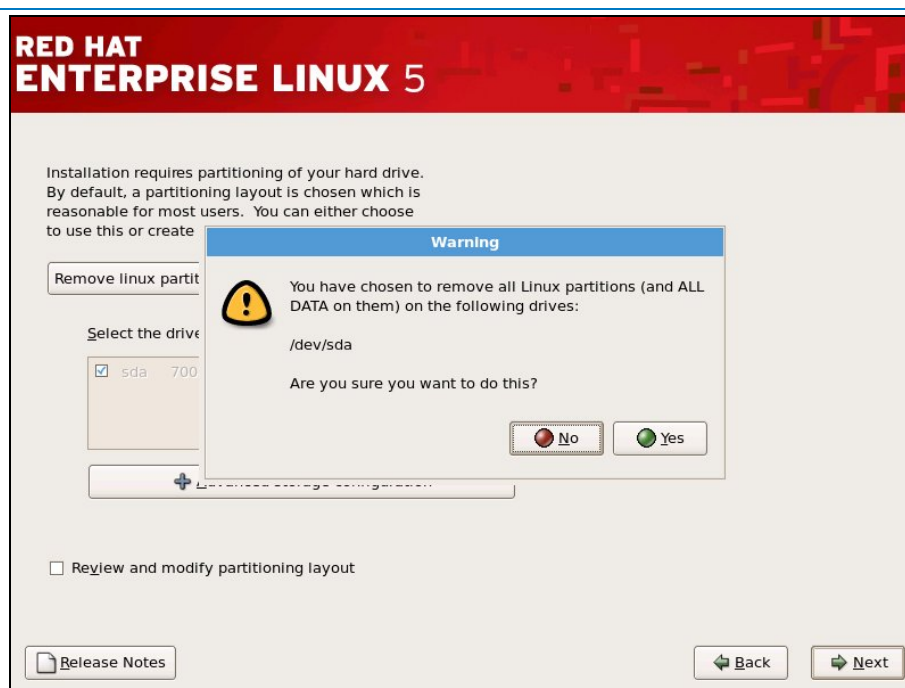 RED HAT
ENTERPRISE LINUX 5
Installation requires partitioning of your hard drive.
By default, a partitioning layout is chosen which is
reasonable for most users. You can either choose
to use this or create
Warning
Remove linux partit
You have chosen to remove all Linux partitions (and ALL
DATA on them) on the following drives:
/dev/sda
Are you sure you want to do this?
Select the drive
sda 700
No
Yes
Advanced storage configuration
Review and modify partitioning layout
Release Notes
Back
Next